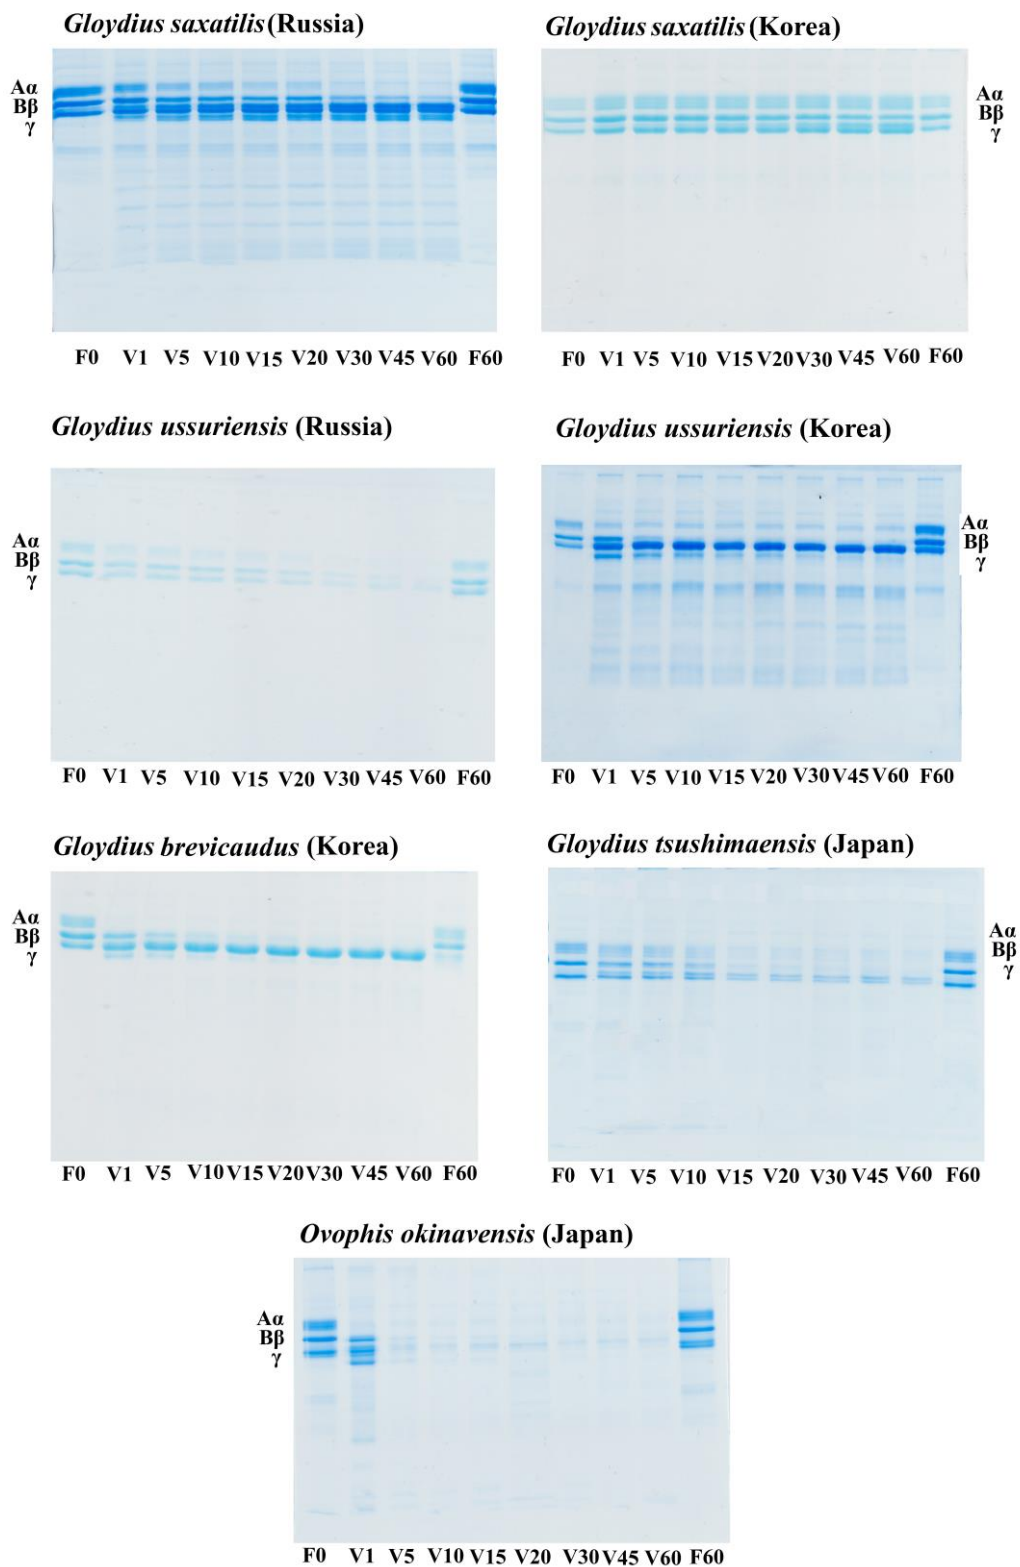 Gloydius saxatilis (Russia)
Gloydius saxatilis (Korea)
Aα
Bβ
γ
Aα
Bβ
γ
F0 V1 V5 V10 V15 V20 V30 V45 V60 F60
F0 V1 V5 V10 V15 V20 V30 V45 V60 F60
Gloydius ussuriensis (Russia)
Gloydius ussuriensis (Korea)
Aα
Bβ
γ
Aα
Bβ
γ
F0 V1 V5 V10 V15 V20 V30 V45 V60 F60
F0 V1 V5 V10 V15 V20 V30 V45 V60 F60
Gloydius brevicaudus (Korea)
Gloydius tsushimaensis (Japan)
Aα
Bβ
γ
Aα
Bβ
γ
F0 V1 V5 V10 V15 V20 V30 V45 V60 F60
F0 V1 V5 V10 V15 V20 V30 V45 V60 F60
Ovophis okinavensis (Japan)
Aα
Bβ
γ
F0 V1 V5 V10 V15 V20 V30 V45 V60 F60